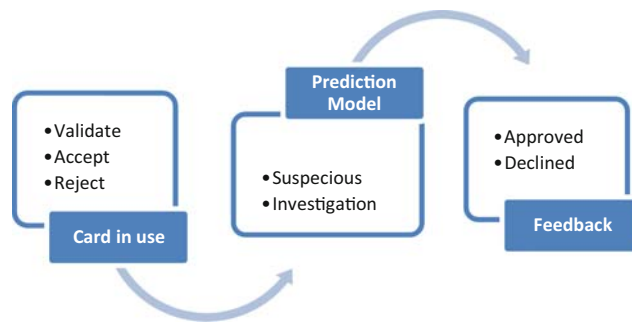 •Validate
•Accept
•Reject
Card in use
Prediction
Model
•Suspecious
•Investigation
•Approved
•Declined
Feedback